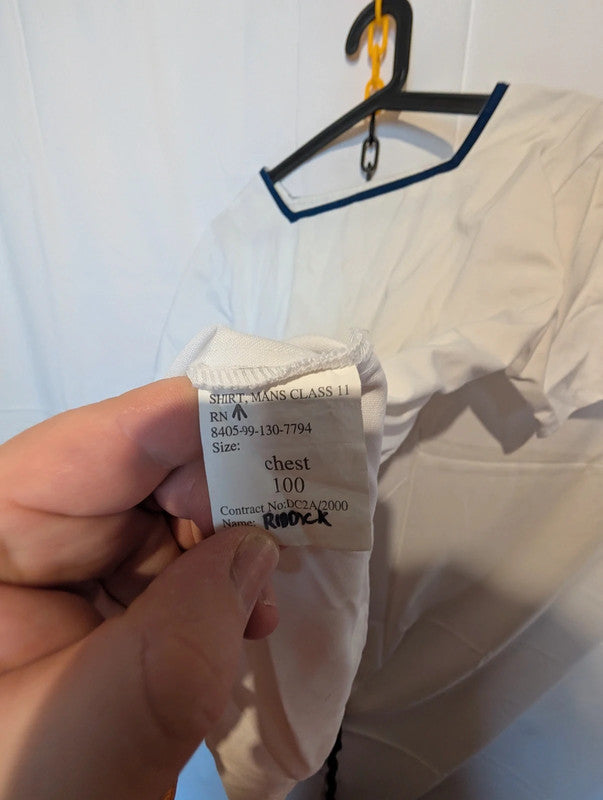 SHIRT, MANS CLASS 11
RN
8405-99-130-7794
Size:
chest
100
Contract No:DC2A/2000
Name: RIDDICK